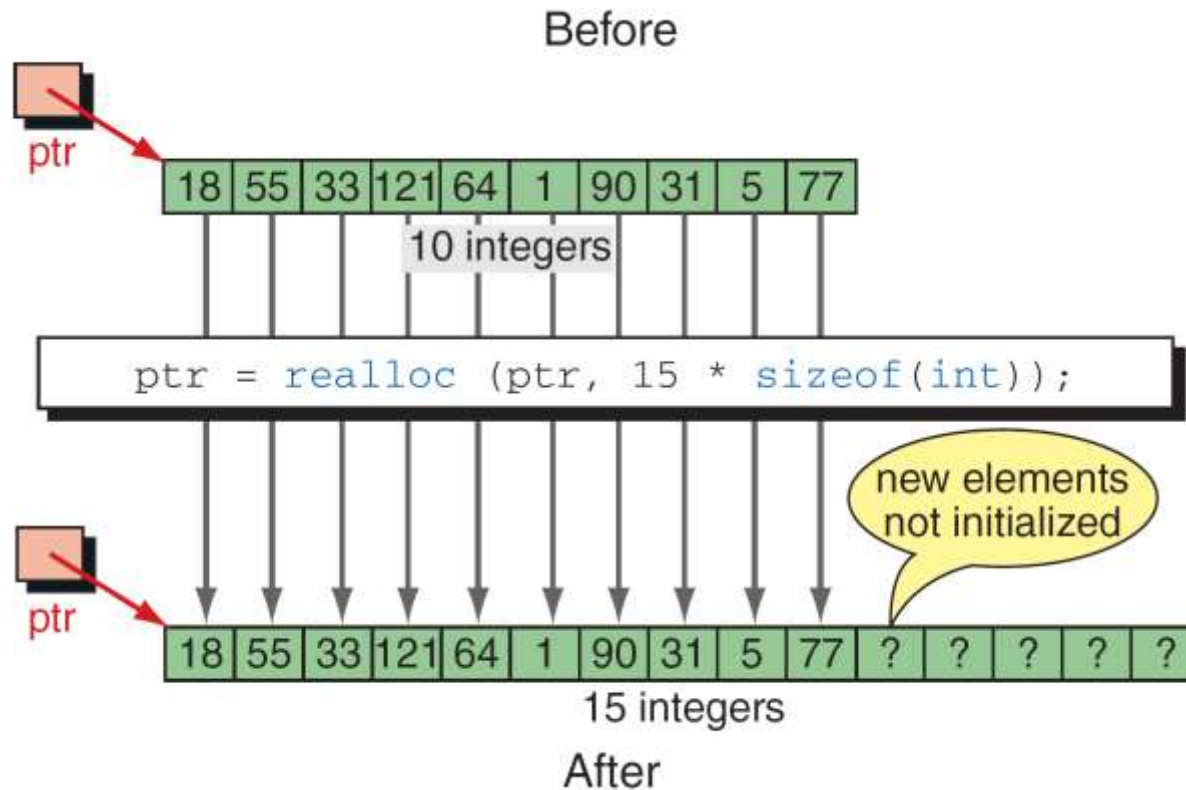 Before
ptr
18 55 33 121 64 1 90 31 5 77
10 integers
ptr = realloc (ptr, 15 * sizeof(int));
new elements
not initialized
ptr
18 55 33 121 64 1 90 31 5 77 ? ? ? ? ?
15 integers
After